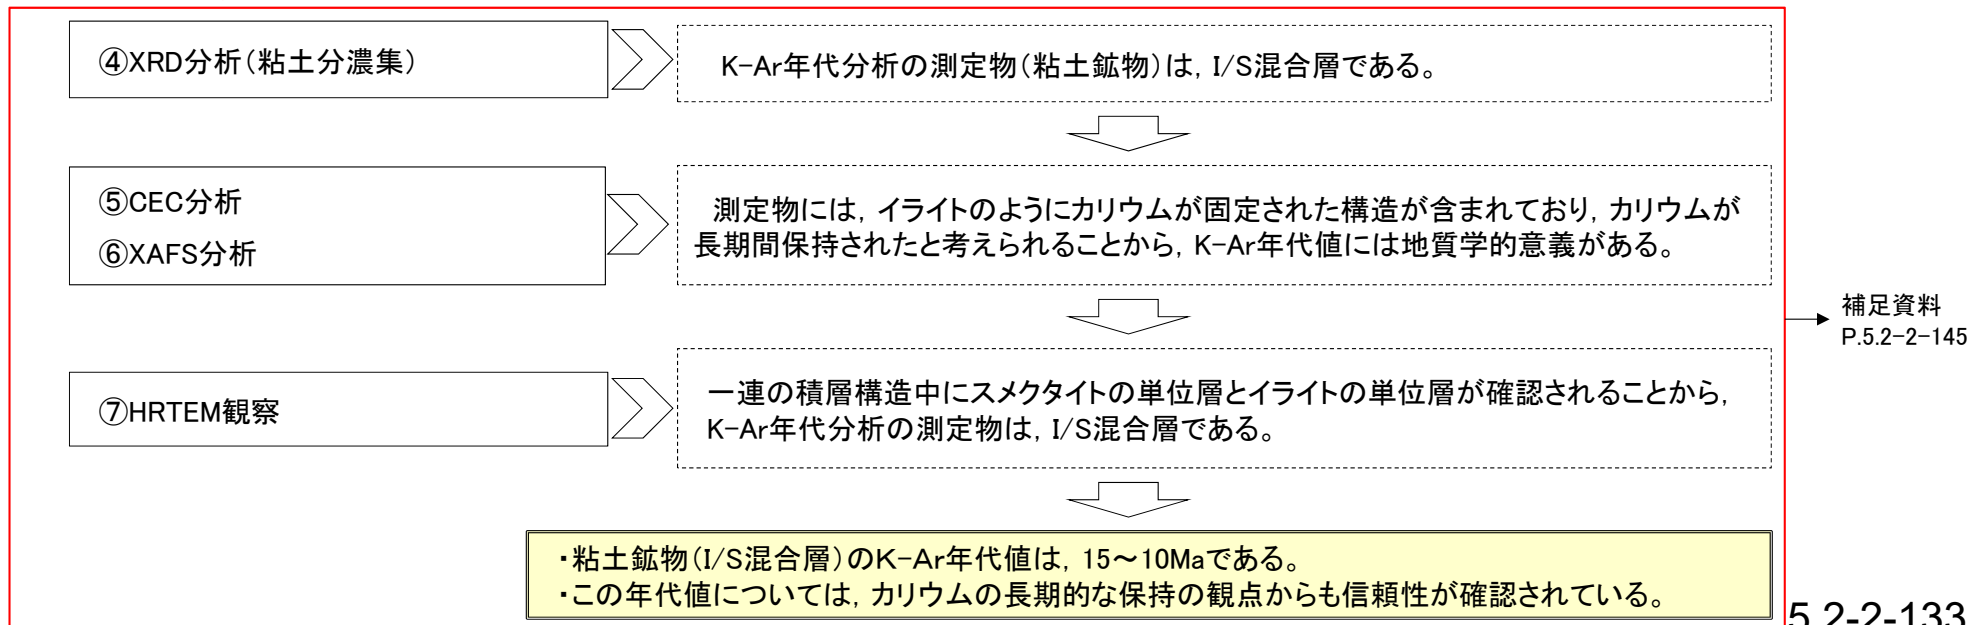 ④XRD分析（粘土分濃集）
K-Ar年代分析の測定物（粘土鉱物）は，I/S混合層である。
⑤CEC分析
⑥XAFS分析
測定物には，イライトのようにカリウムが固定された構造が含まれており，カリウムが
長期間保持されたと考えられることから，K-Ar年代値には地質学的意義がある。
補足資料
P.5.2-2-145
⑦HRTEM観察
一連の積層構造中にスメクタイトの単位層とイライトの単位層が確認されることから，
K-Ar年代分析の測定物は，I/S混合層である。
・粘土鉱物（I/S混合層）のK-Ar年代値は，15～10Maである。
・この年代値については，カリウムの長期的な保持の観点からも信頼性が確認されている。
5.2-2-133